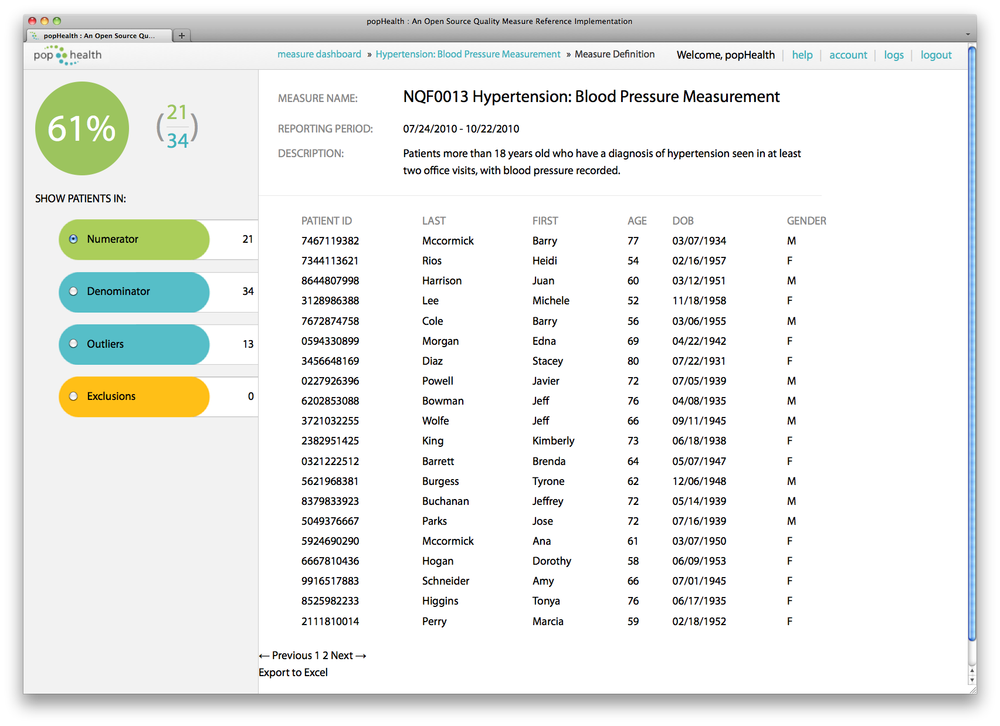 popHealth : An Open Source Quality Measure Reference Implementation
popHealth : An Open Source Qu...
pop health
measure dashboard » Hypertension: Blood Pressure Measurement » Measure Definition
Welcome, popHealth | help | account | logs | logout
61%
(21/34)
SHOW PATIENTS IN:
Numerator 21
Denominator 34
Outliers 13
Exclusions 0
MEASURE NAME: NQF0013 Hypertension: Blood Pressure Measurement
REPORTING PERIOD: 07/24/2010 - 10/22/2010
DESCRIPTION: Patients more than 18 years old who have a diagnosis of hypertension seen in at least
two office visits, with blood pressure recorded.
PATIENT ID LAST FIRST AGE DOB GENDER
7467119382 Mccormick Barry 77 03/07/1934 M
7344113621 Rios Heidi 54 02/16/1957 F
8644807998 Harrison Juan 60 03/12/1951 M
3128986388 Lee Michele 52 11/18/1958 F
7672874758 Cole Barry 56 03/06/1955 M
0594330899 Morgan Edna 69 04/22/1942 F
3456648169 Diaz Stacey 80 07/22/1931 F
0227926396 Powell Javier 72 07/05/1939 M
6202853088 Bowman Jeff 76 04/08/1935 M
3721032255 Wolfe Jeff 66 09/11/1945 M
2382951425 King Kimberly 73 06/18/1938 F
0321222512 Barrett Brenda 64 05/07/1947 F
5621968381 Burgess Tyrone 62 12/06/1948 M
8379833923 Buchanan Jeffrey 72 05/14/1939 M
5049376667 Parks Jose 72 07/16/1939 M
5924690290 Mccormick Ana 61 03/07/1950 F
6667810436 Hogan Dorothy 58 06/09/1953 F
9916517883 Schneider Amy 66 07/01/1945 F
8525982233 Higgins Tonya 76 06/17/1935 F
2111810014 Perry Marcia 59 02/18/1952 F
← Previous 1 2 Next →
Export to Excel